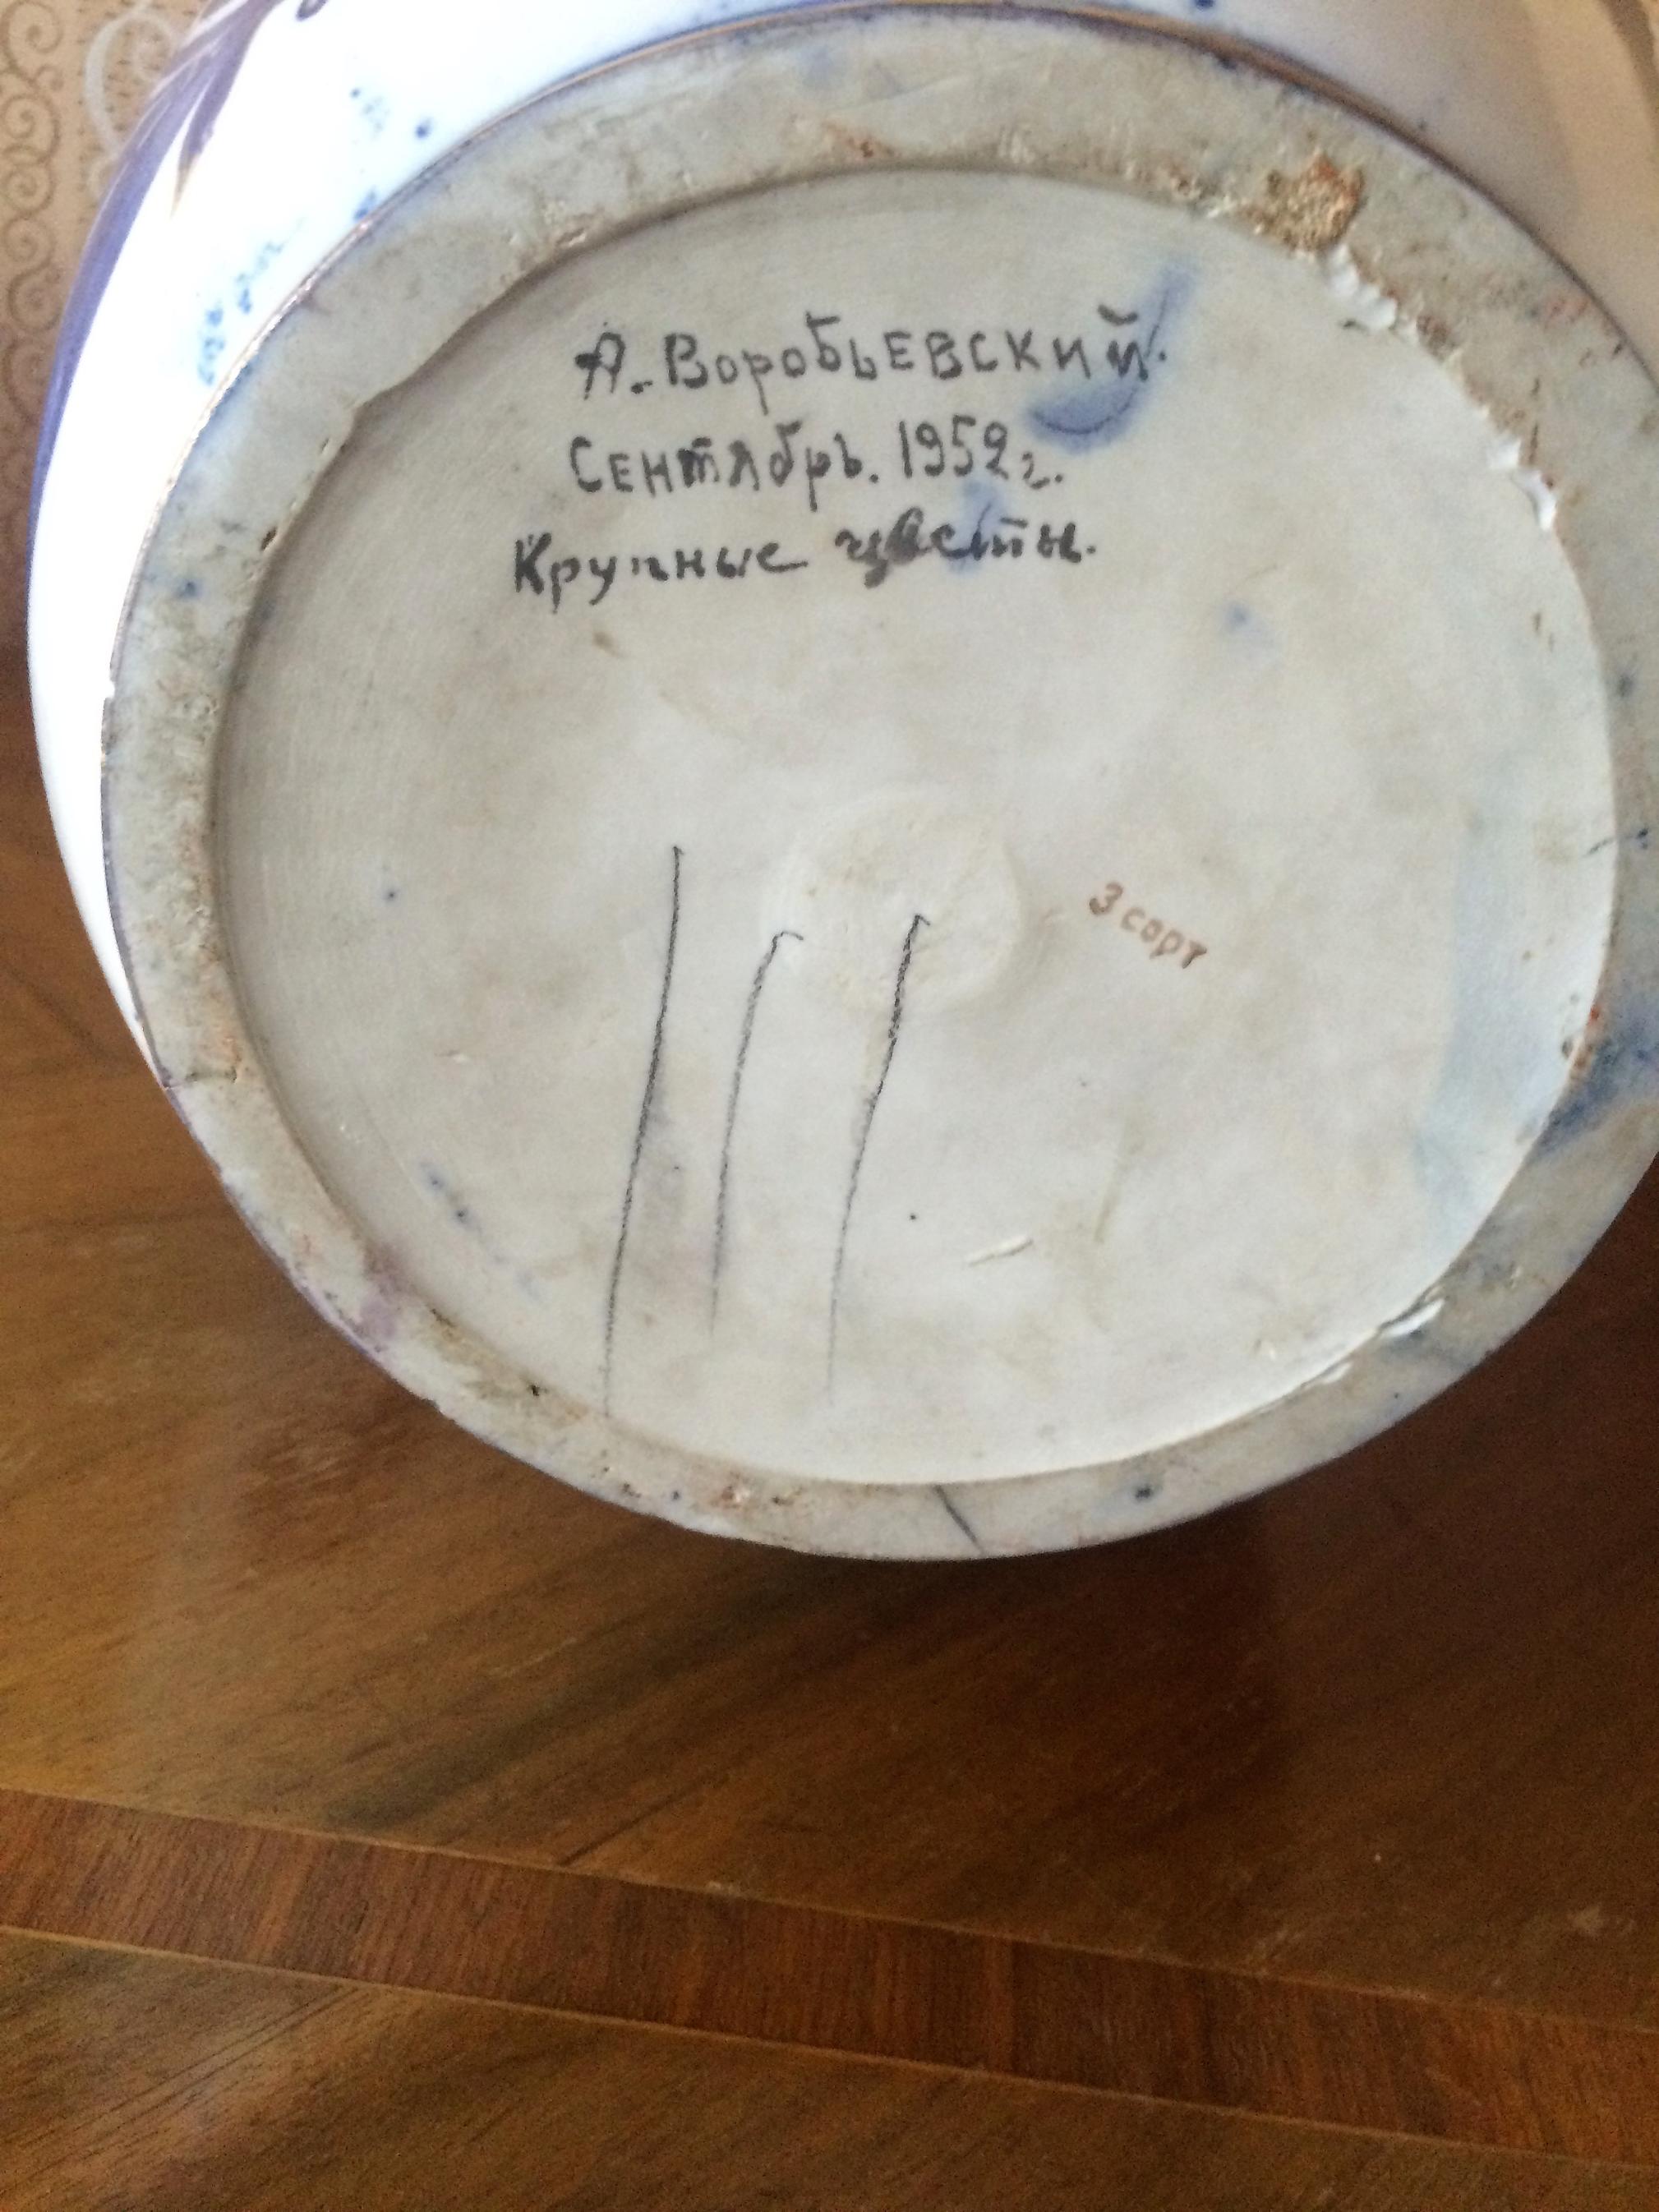 А. Воробьевский.
Сентябрь. 1952 г.
Крупные цветы.
3 сорт